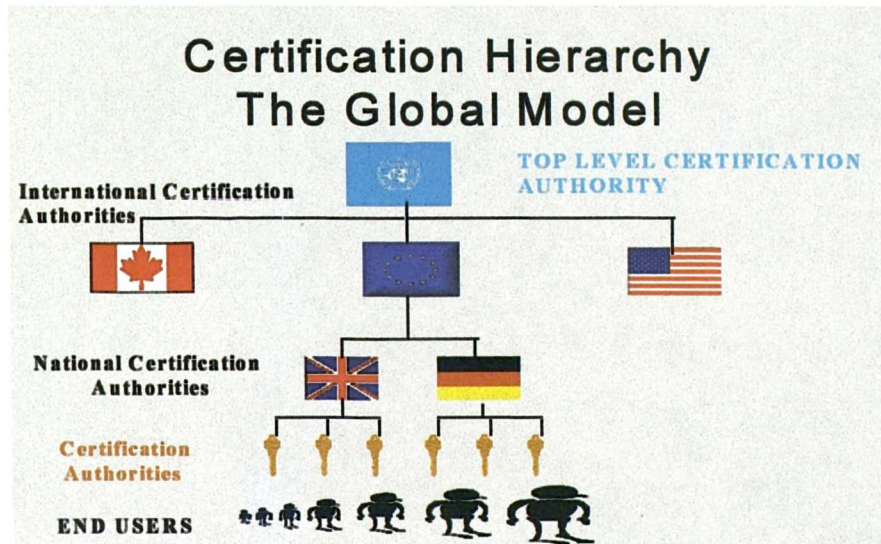 Certification Hierarchy
The Global Model
TOP LEVEL CERTIFICATION
AUTHORITY
International Certification
Authorities
National Certification
Authorities
Certification
Authorities
END USERS